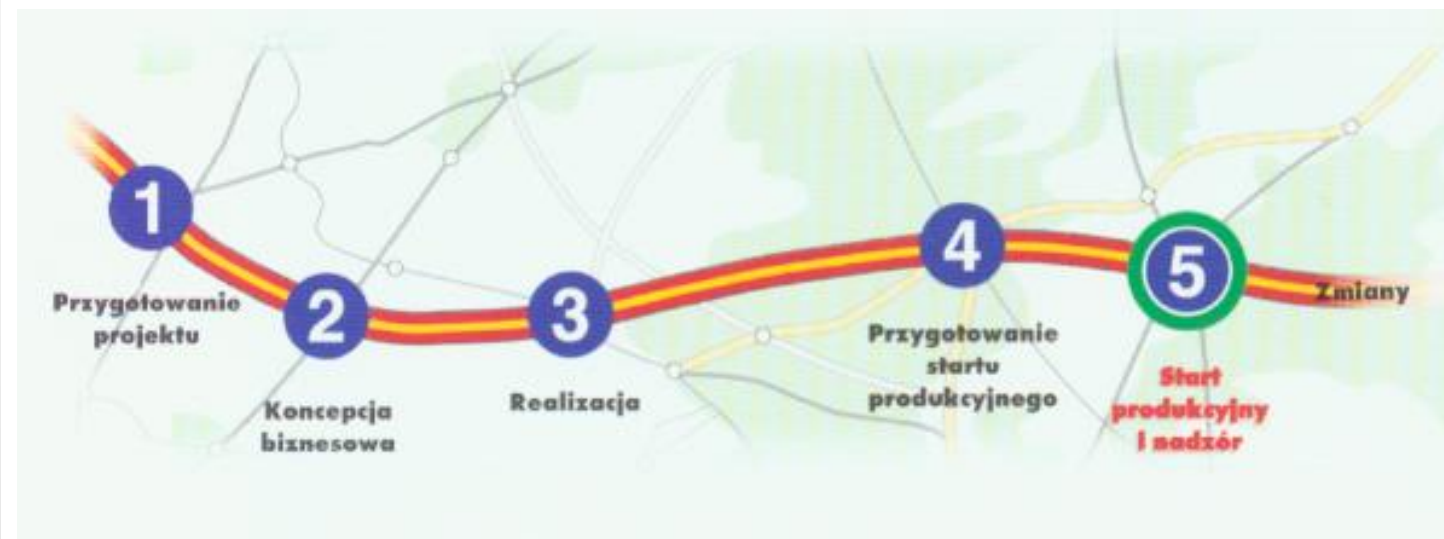 1
Przygotowanie
projektu
2
Koncepcja
biznesowa
3
Realizacja
4
Przygotowanie
startu
produkcyjnego
5
Start
produkcyjny
i nadzór
Zmiany